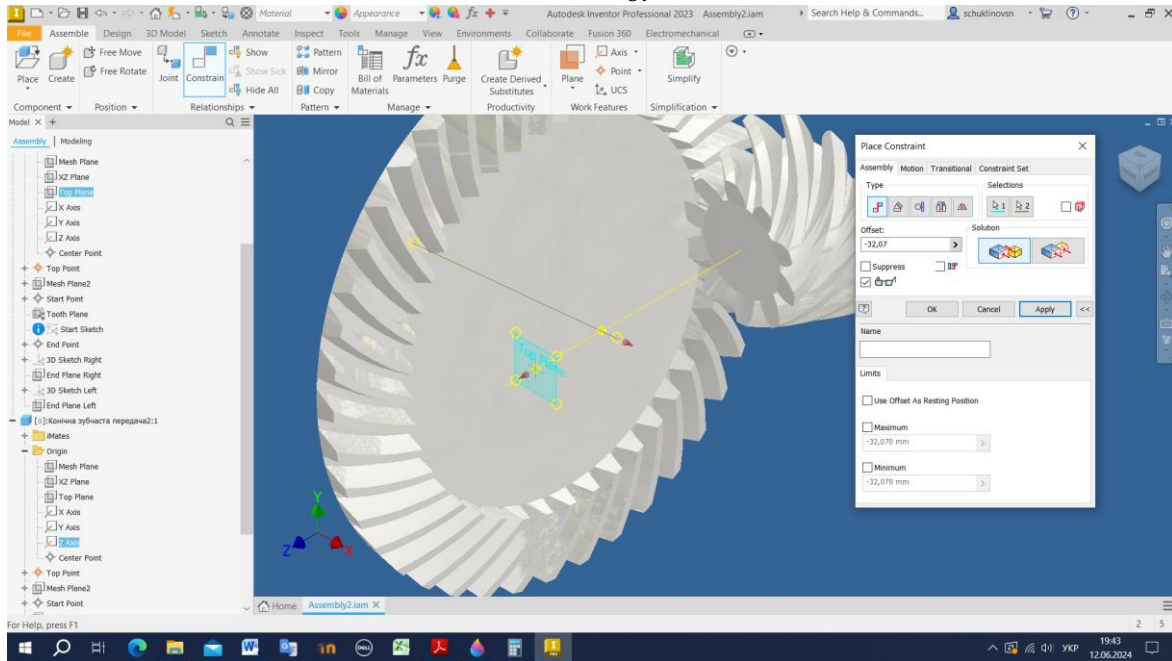 Material
Appearance
fx
Autodesk Inventor Professional 2023 Assembly2.iam
Search Help & Commands...
schuklinovsn
File Assemble Design 3D Model Sketch Annotate Inspect Tools Manage View Environments Collaborate Fusion 360 Electromechanical
Place
Create
Free Move
Free Rotate
Joint
Constrain
Show
Show Sick
Hide All
Pattern
Mirror
Copy
Bill of
Materials
fx
Parameters
Purge
Create Derived
Substitutes
Plane
Axis
Point
UCS
Simplify
Component Position Relationships Pattern Manage Productivity Work Features Simplification
Model × +
Assembly | Modeling
Mesh Plane
XZ Plane
Top Plane
X Axis
Y Axis
Z Axis
Center Point
Top Point
Mesh Plane2
Start Point
Tooth Plane
Start Sketch
End Point
3D Sketch Right
End Plane Right
3D Sketch Left
End Plane Left
Конічна зубчаста передача2:1
iMates
Origin
Mesh Plane
XZ Plane
Top Plane
X Axis
Y Axis
Z Axis
Center Point
Top Point
Mesh Plane2
Start Point
Top Plane
Y
Z X
Place Constraint
Assembly Motion Transitional Constraint Set
Type Selections
1 2
Offset: Solution
-32,07
Suppress
OK Cancel Apply <<
Name
Limits
Use Offset As Resting Position
Maximum
-32,070 mm
Minimum
-32,070 mm
Home Assembly2.iam ×
For Help, press F1
2 5
УКР
19:43
12.06.2024